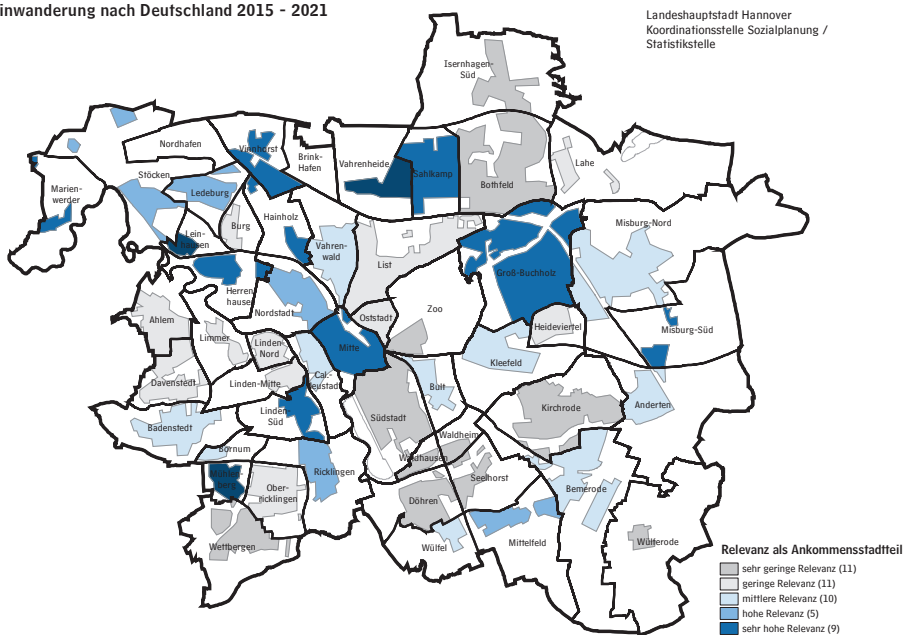 inwanderung nach Deutschland 2015 - 2021
Landeshauptstadt Hannover
Koordinationsstelle Sozialplanung /
Statistikstelle
Isernhagen-
Süd
Nordhafen
Vinnhorst
Brink-
Hafen
Vahrenheide
Sahlkamp
Bothfeld
Lahe
Marien-
werder
Stöcken
Ledeburg
Burg
Hainholz
Lein-
hausen
Vahren-
wald
List
Misburg-Nord
Groß-Buchholz
Herren-
hausen
Nordstadt
Oststadt
Zoo
Heideviertel
Misburg-Süd
Ahlem
Limmer
Linden-
Nord
Mitte
Kleefeld
Davenstedt
Linden-Mitte
Cal.-
Neustadt
Bult
Kirchrode
Anderten
Badenstedt
Linden-
Süd
Südstadt
Waldheim
Bornum
Waldhausen
Mühlen-
berg
Ober-
ricklingen
Ricklingen
Seelhorst
Döhren
Bemerode
Wettbergen
Wülfel
Mittelfeld
Wülferode
Relevanz als Ankommensstadtteil
sehr geringe Relevanz (11)
geringe Relevanz (11)
mittlere Relevanz (10)
hohe Relevanz (5)
sehr hohe Relevanz (9)